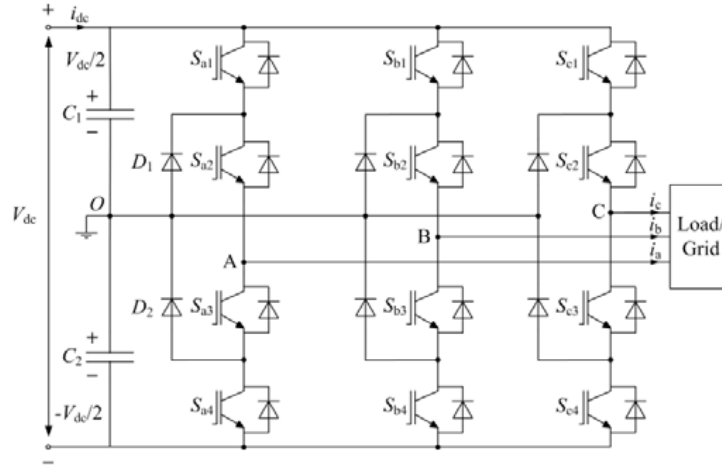 + i_dc
V_dc/2 S_a1 S_b1 S_c1
+
C_1
−
D_1 S_a2 S_b2 S_c2
V_dc O C i_c
B i_b Load/
A i_a Grid
D_2 S_a3 S_b3 S_c3
+
C_2
−
-V_dc/2 S_a4 S_b4 S_c4
−